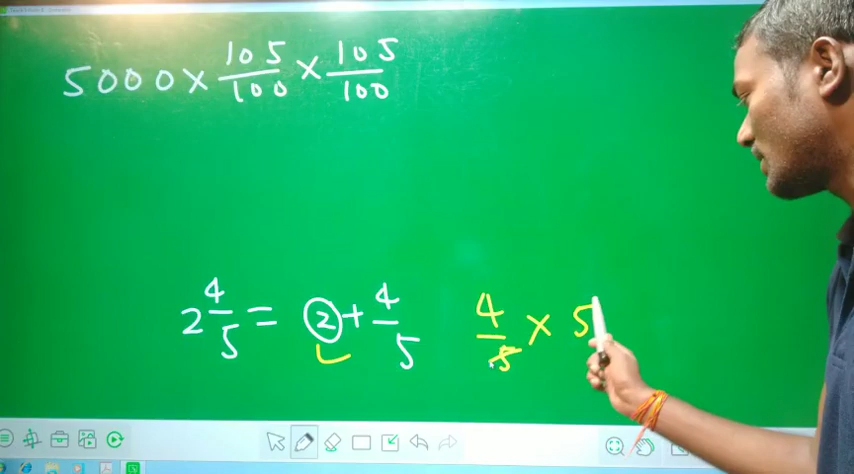 5000 × 105/100 × 105/100
2 4/5 = 2 + 4/5
4/5 × 5